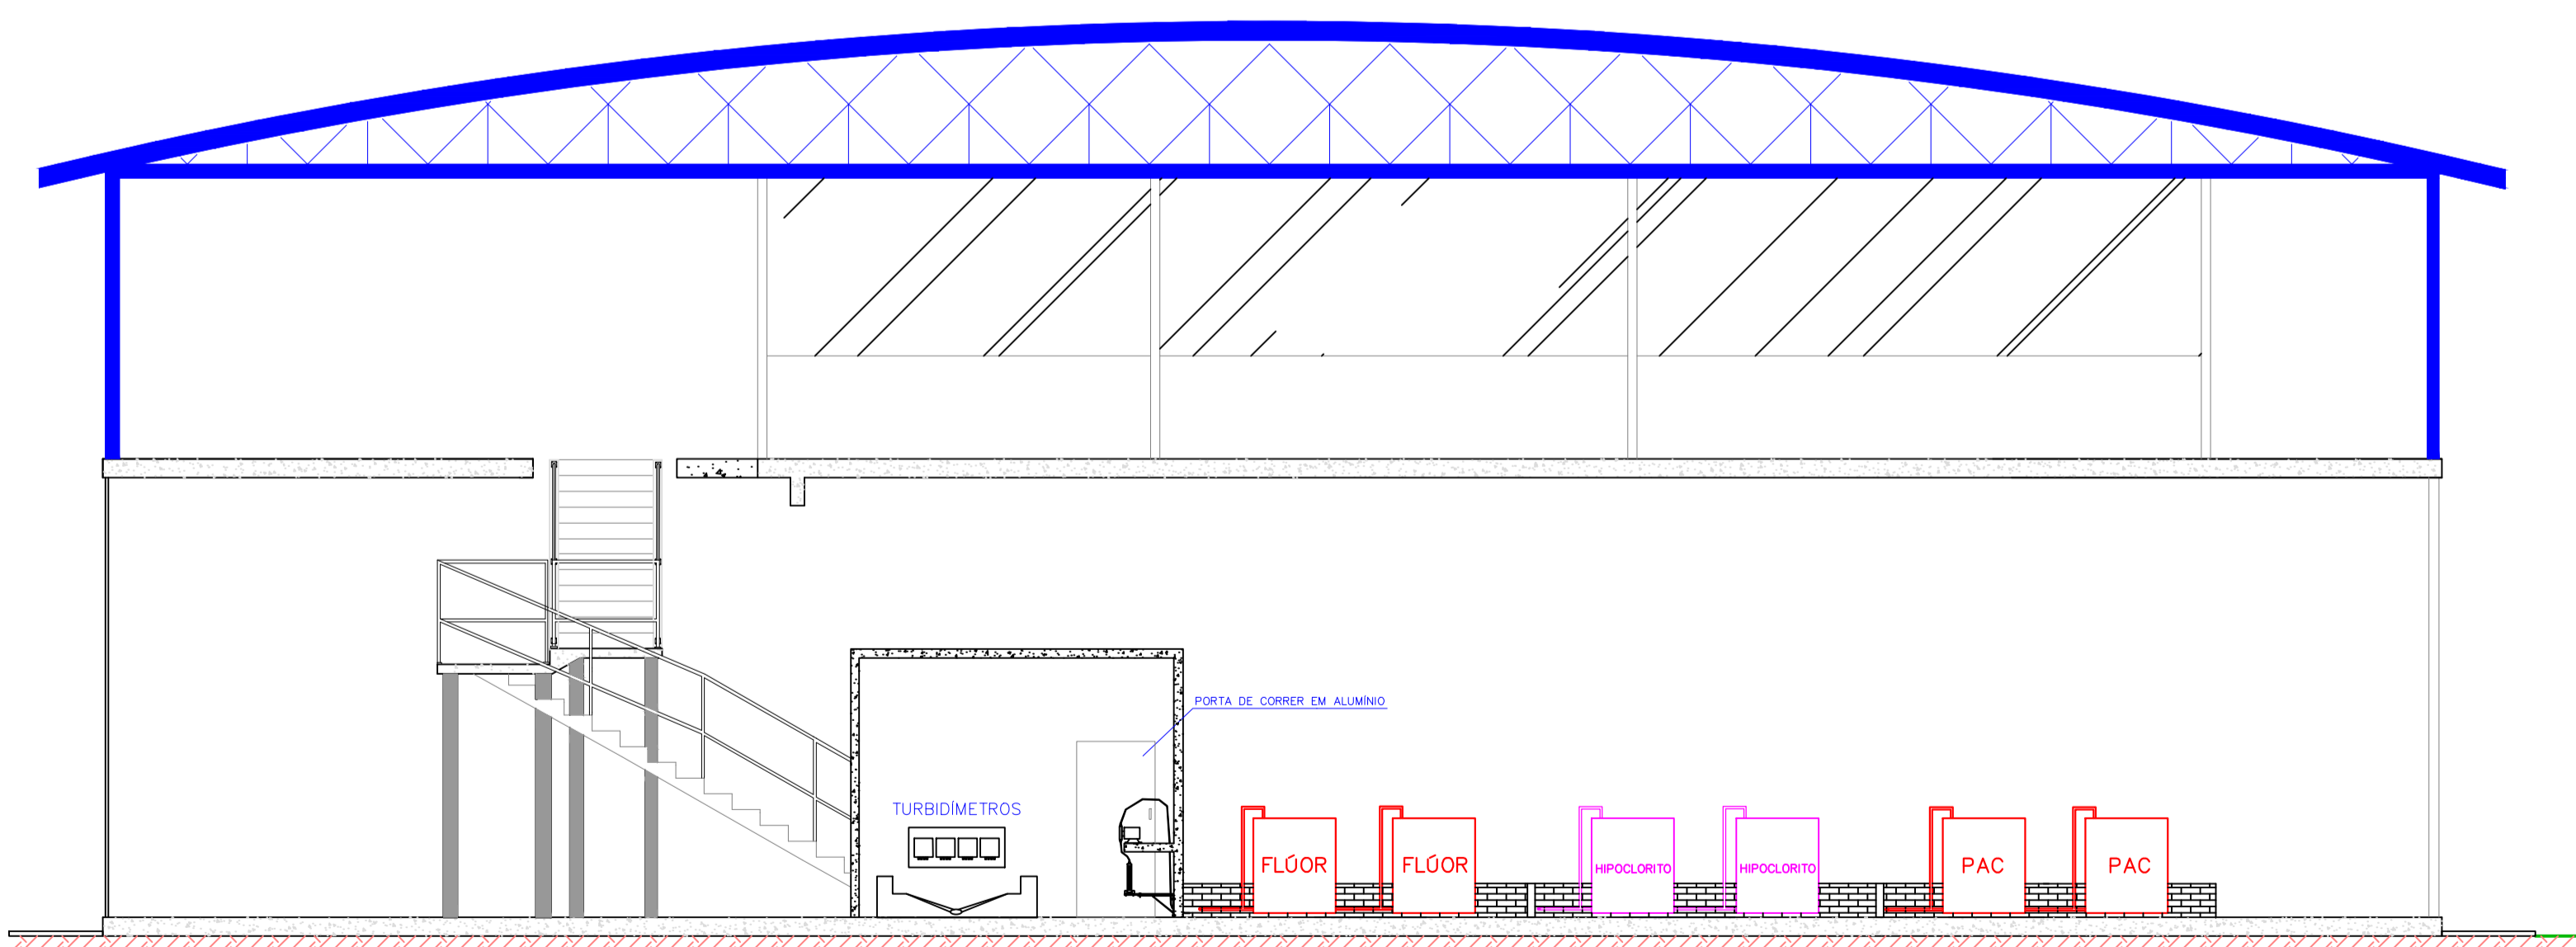 PORTA DE CORRER EM ALUMÍNIO
TURBIDÍMETROS
FLÚOR
FLÚOR
HIPOCLORITO
HIPOCLORITO
PAC
PAC